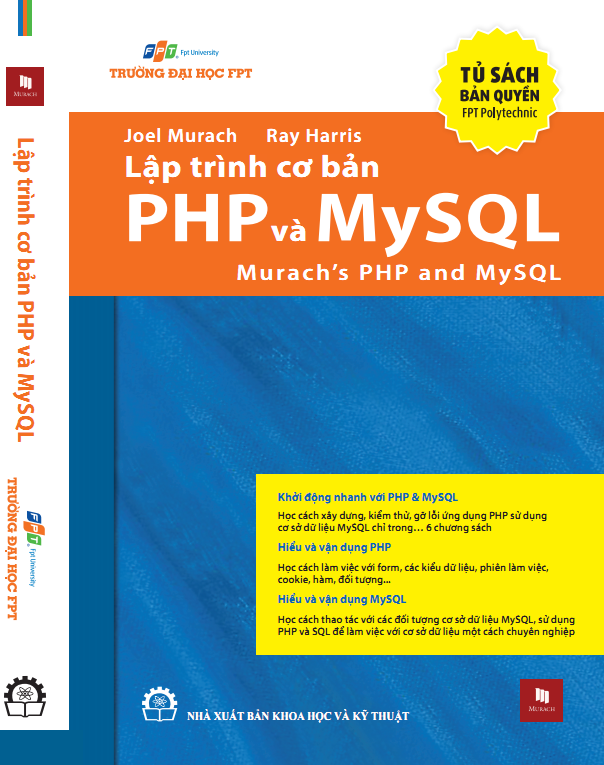 MURACH
Lập trình cơ bản PHP và MySQL
FPT Fpt University
TRƯỜNG ĐẠI HỌC FPT
FPT Fpt University
TRƯỜNG ĐẠI HỌC FPT
TỦ SÁCH
BẢN QUYỀN
FPT Polytechnic
Joel Murach Ray Harris
Lập trình cơ bản
PHP và MySQL
Murach's PHP and MySQL
Khởi động nhanh với PHP & MySQL
Học cách xây dựng, kiểm thử, gỡ lỗi ứng dụng PHP sử dụng
cơ sở dữ liệu MySQL chỉ trong... 6 chương sách
Hiểu và vận dụng PHP
Học cách làm việc với form, các kiểu dữ liệu, phiên làm việc,
cookie, hàm, đối tượng...
Hiểu và vận dụng MySQL
Học cách thao tác với các đối tượng cơ sở dữ liệu MySQL, sử dụng
PHP và SQL để làm việc với cơ sở dữ liệu một cách chuyên nghiệp
NHÀ XUẤT BẢN KHOA HỌC VÀ KỸ THUẬT
MURACH